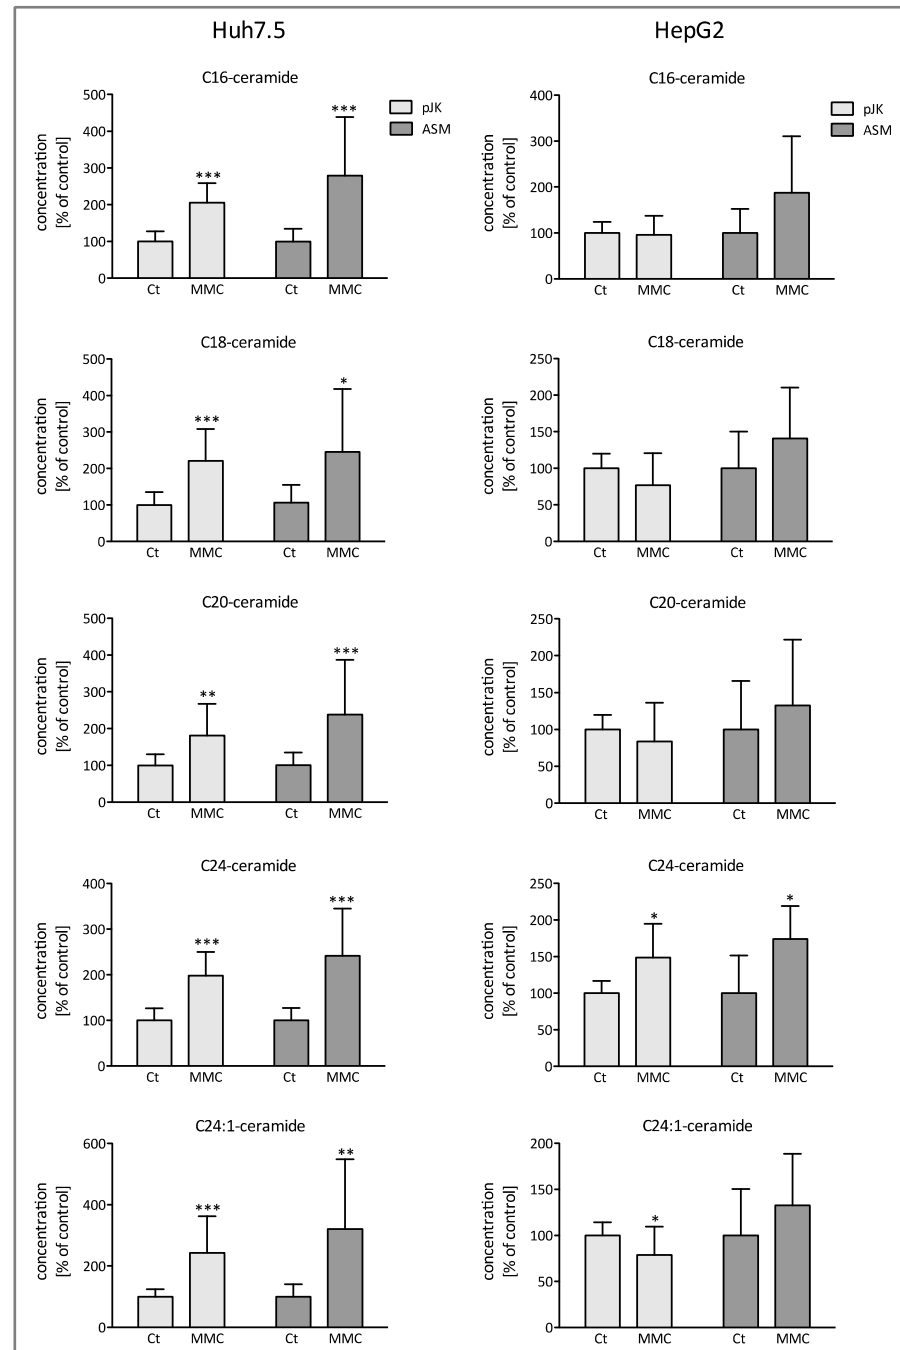 Huh7.5
HepG2
C16-ceramide
500
400
300
200
100
0
concentration
[% of control]
***
***
Ct
MMC
Ct
MMC
pJK
ASM
C16-ceramide
400
300
200
100
0
concentration
[% of control]
Ct
MMC
Ct
MMC
pJK
ASM
C18-ceramide
500
400
300
200
100
0
concentration
[% of control]
***
*
Ct
MMC
Ct
MMC
C18-ceramide
250
200
150
100
50
0
concentration
[% of control]
Ct
MMC
Ct
MMC
C20-ceramide
500
400
300
200
100
0
concentration
[% of control]
**
***
Ct
MMC
Ct
MMC
C20-ceramide
250
200
150
100
50
0
concentration
[% of control]
Ct
MMC
Ct
MMC
C24-ceramide
400
300
200
100
0
concentration
[% of control]
***
***
Ct
MMC
Ct
MMC
C24-ceramide
250
200
150
100
50
0
concentration
[% of control]
*
*
Ct
MMC
Ct
MMC
C24:1-ceramide
600
400
200
0
concentration
[% of control]
***
**
Ct
MMC
Ct
MMC
C24:1-ceramide
200
150
100
50
0
concentration
[% of control]
*
Ct
MMC
Ct
MMC